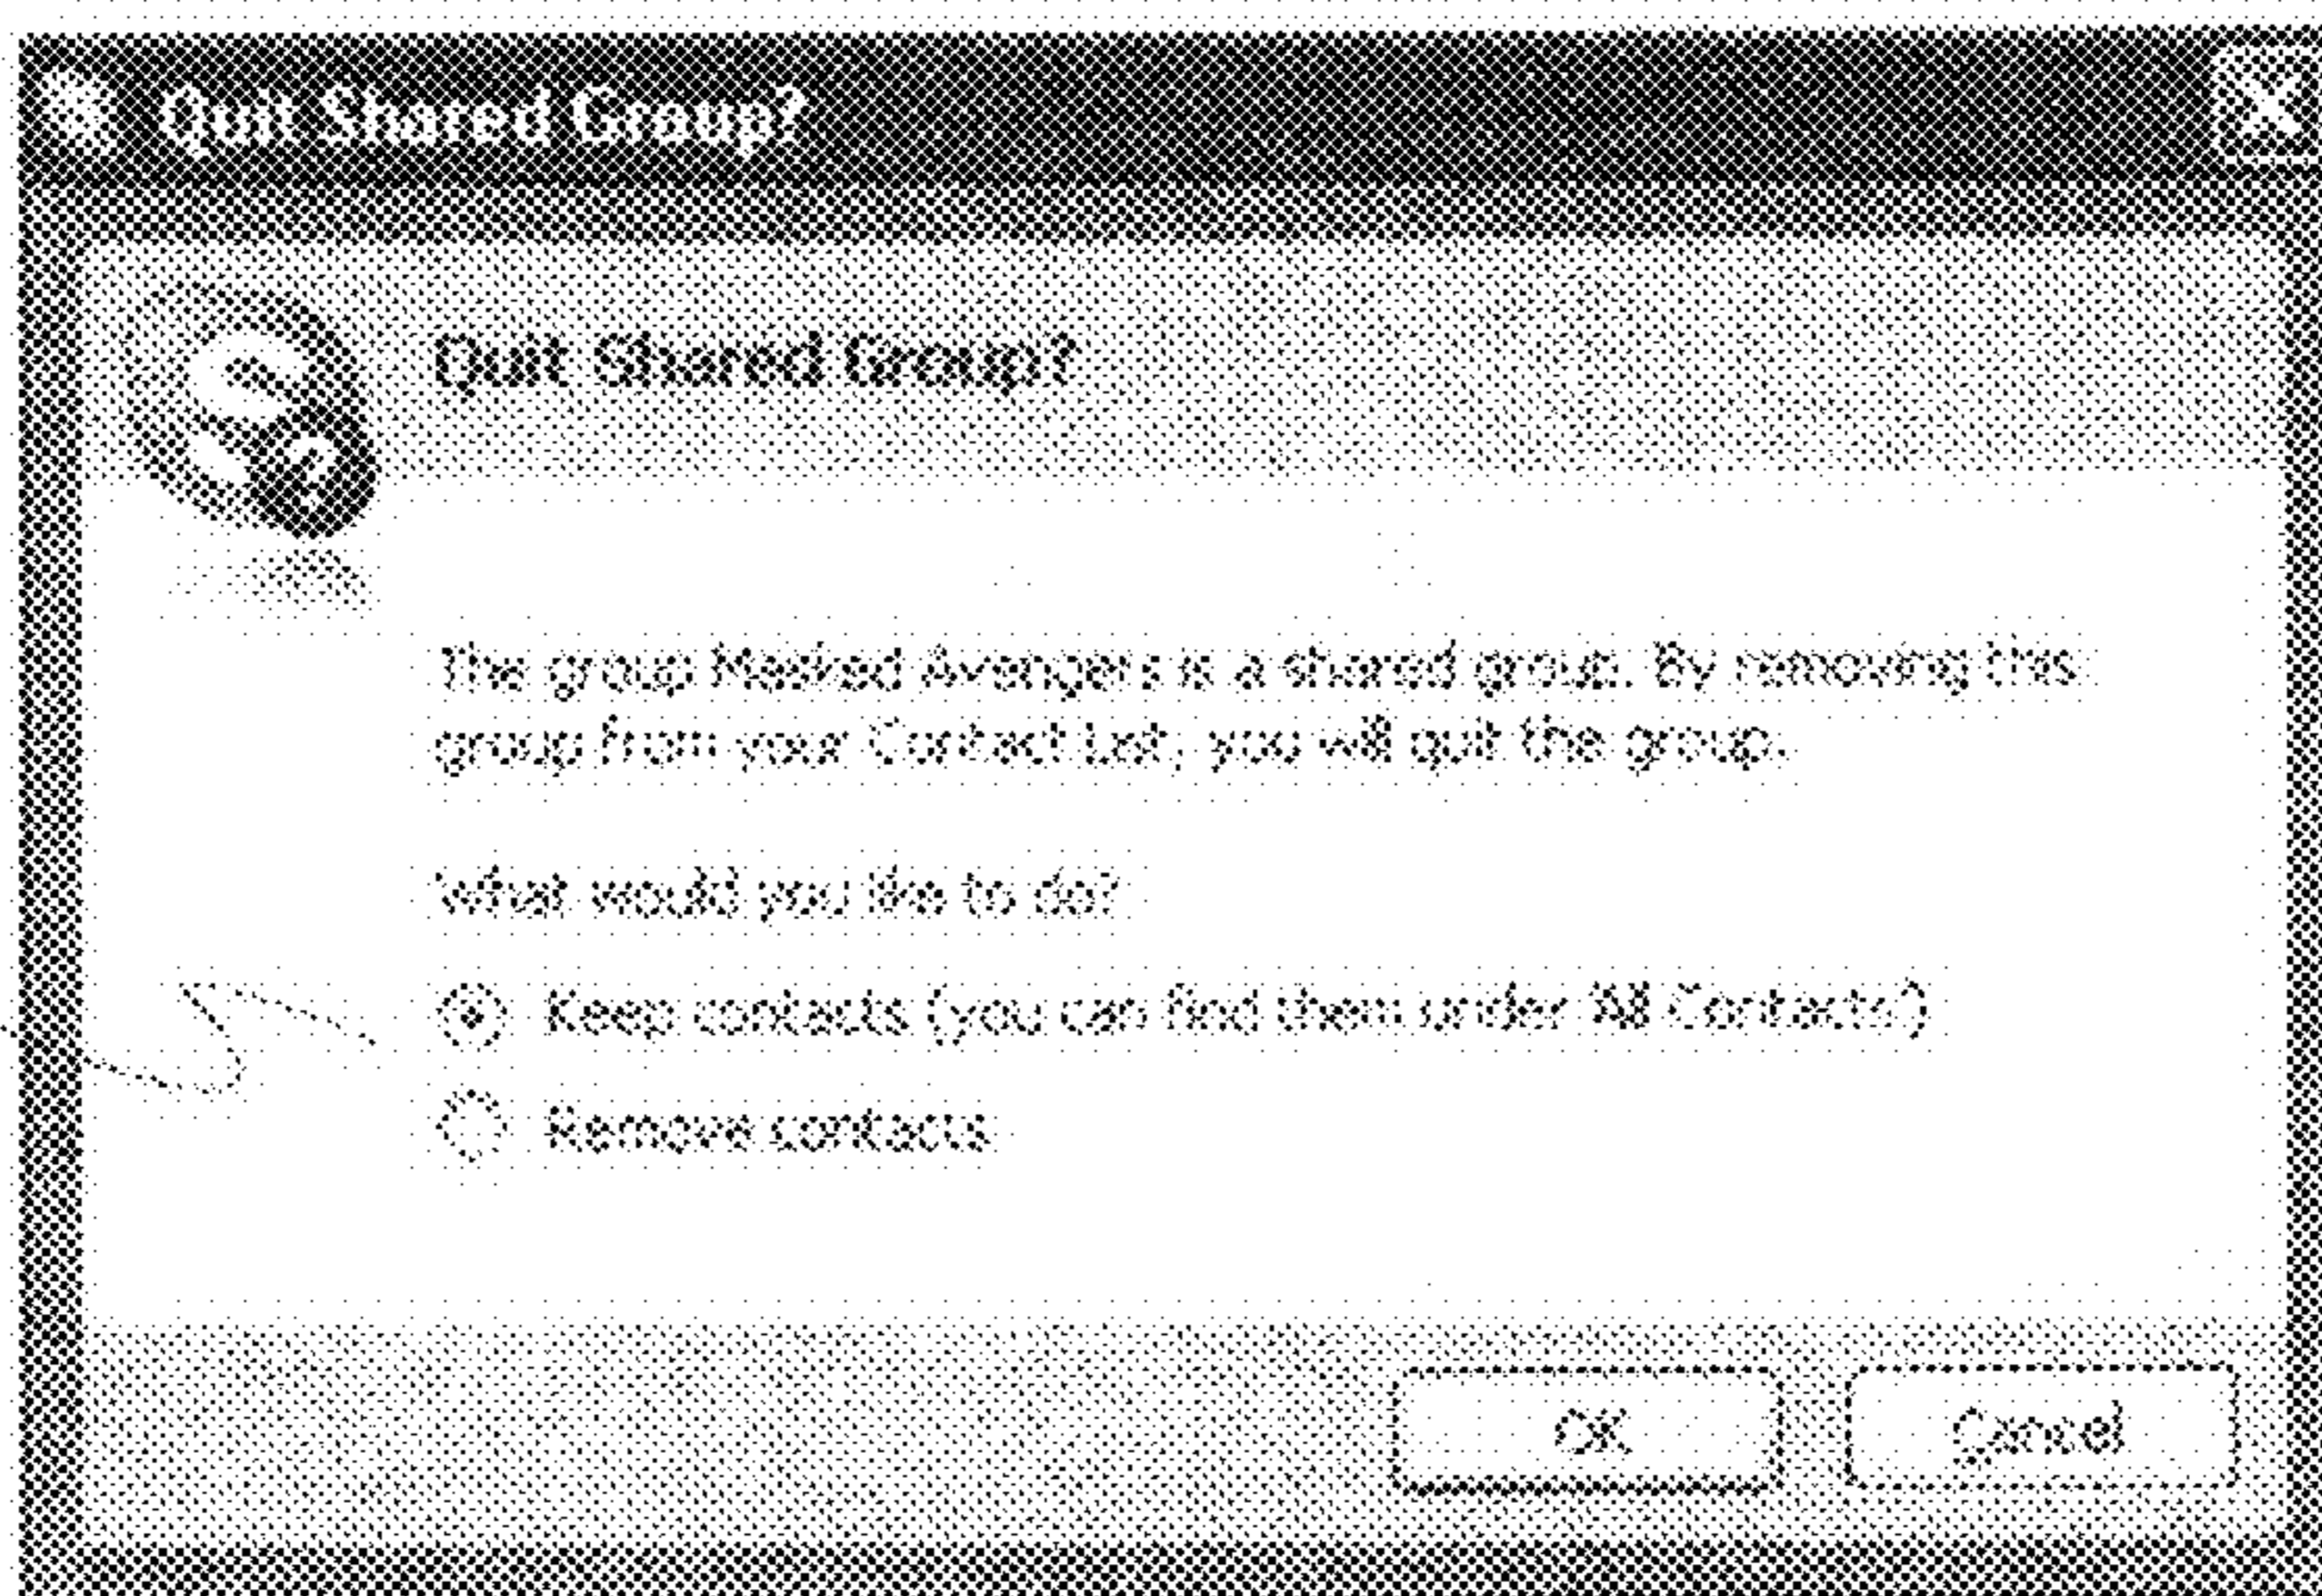 Quit Shared Group?
Quit Shared Group?
The group Masked Avengers is a shared group. By removing this
group from your Contact List, you will quit the group.
What would you like to do?
Keep contacts (you can find them under 'All Contacts')
Remove contacts
OK
Cancel